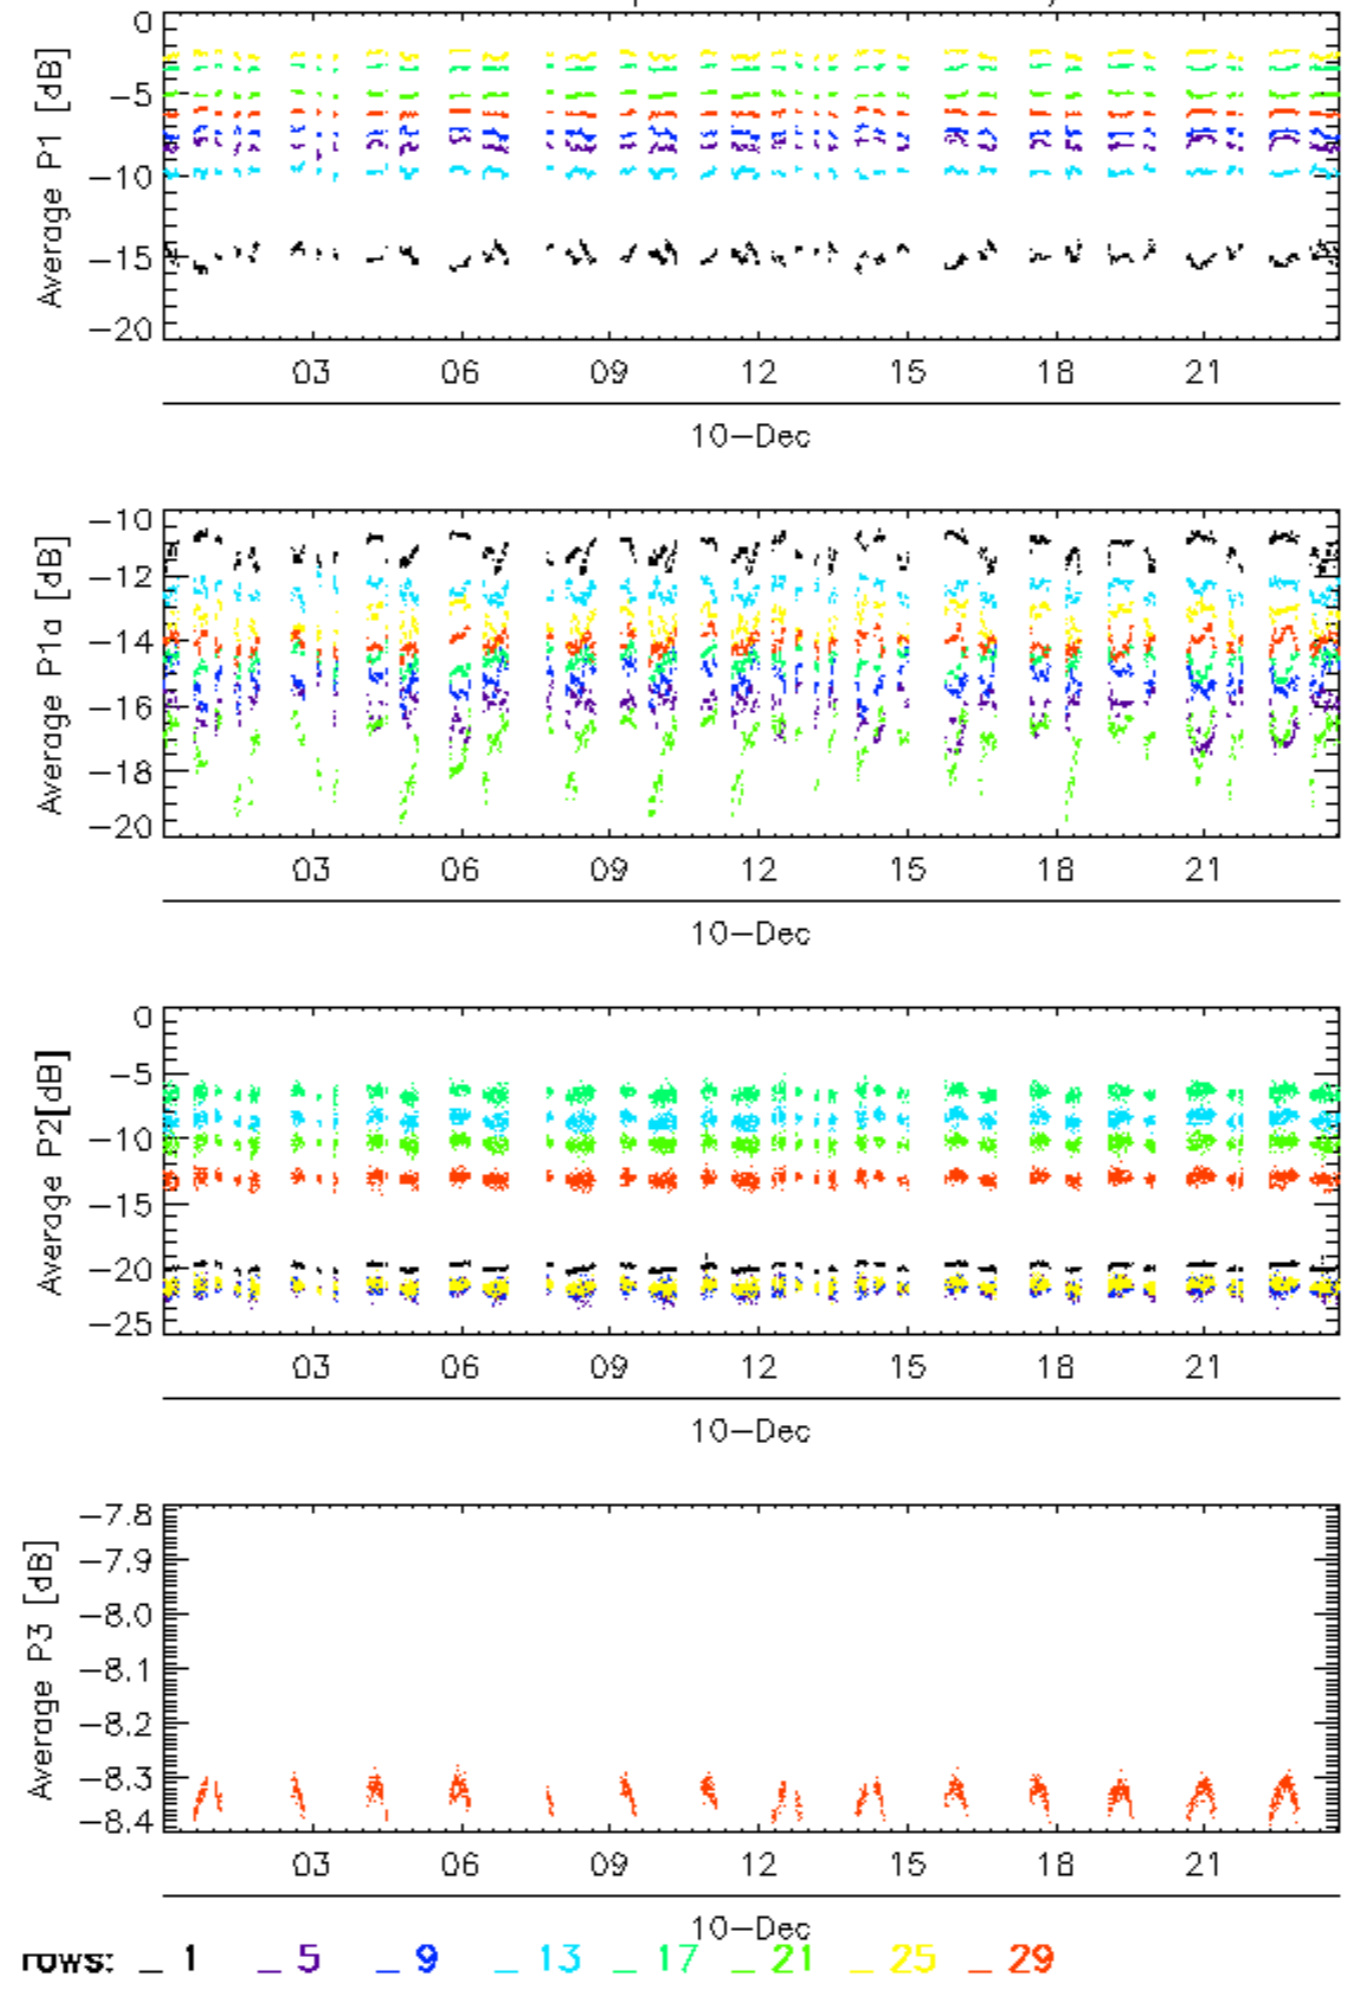 0
−5
−10
−15
−20
Average P1 [dB]
03 06 09 12 15 18 21
10−Dec
−10
−12
−14
−16
−18
−20
Average P1a [dB]
03 06 09 12 15 18 21
10−Dec
0
−5
−10
−15
−20
−25
Average P2[dB]
03 06 09 12 15 18 21
10−Dec
−7.8
−7.9
−8.0
−8.1
−8.2
−8.3
−8.4
Average P3 [dB]
03 06 09 12 15 18 21
10−Dec
rows: _ 1 _ 5 _ 9 _ 13 _ 17 _ 21 _ 25 _ 29